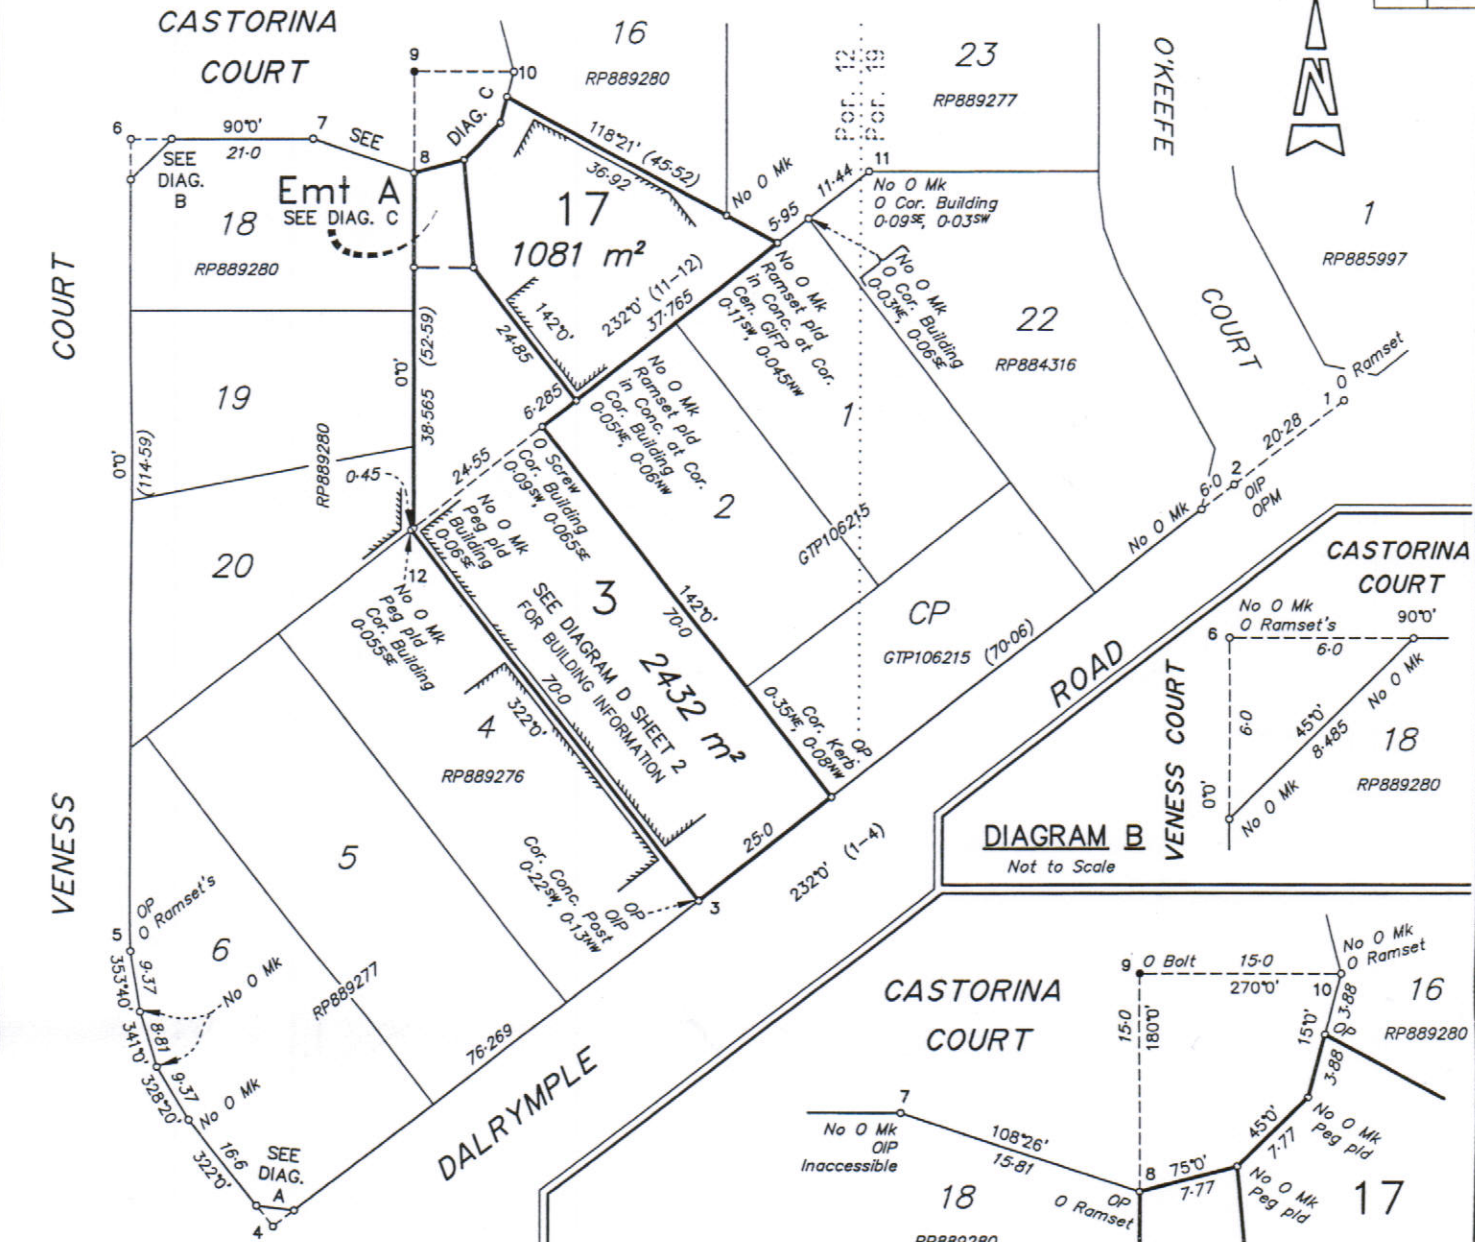 CASTORINA
COURT
9
10
16
RP889280
POR. 12
POR. 19
23
RP889277
O'KEEFE
COURT
N
6
90°0'
21·0
7
SEE
DIAG. C
8
SEE
DIAG.
B
Emt A
SEE DIAG. C
18
RP889280
118°21' (45·52)
36·92
17
1081 m²
No O Mk
5·95
11·44
11
No O Mk
O Cor. Building
0·09SE, 0·03SW
1
RP885997
COURT
142°0'
24·85
232°0' (11–12)
37·765
No O Mk
Ramset pld
in Conc. at Cor.
Cen. GIFP
0·11SW, 0·045NW
No O Mk
O Cor. Building
0·03NE, 0·06SE
22
RP884316
19
0°0'
38·565 (52·59)
6·285
No O Mk
Ramset pld
in Conc. at Cor.
Cor. Building
0·05NE, 0·06NW
1
O Ramset
1
20·28
2
6·0
OIP
OPM
No O Mk
0°0'
(114·59)
RP889280
0·45
24·55
O Screw
Cor. Building
0·09SW, 0·065SE
2
GTP106215
20
12
No O Mk
Peg pld
Building
0·06SE
No O Mk
Peg pld
Cor. Building
0·055SE
3
SEE DIAGRAM D SHEET 2
FOR BUILDING INFORMATION
2432 m²
142°0'
70·0
CP
GTP106215
(70·06)
ROAD
CASTORINA
COURT
No O Mk
O Ramset's
6
90°0'
6·0
6·0
0°0'
45°0'
8·485
No O Mk
No O Mk
18
RP889280
VENESS COURT
DIAGRAM B
Not to Scale
4
RP889276
70·0
322°0'
OP
Cor. Kerb
0·35NE, 0·08NW
VENESS
5
25·0
232°0' (1–4)
OP
OIP
Cor. Conc. Post
0·22SW, 0·13NW
3
OP
O Ramset's
5
6
RP889277
9·37
353°40'
No O Mk
8·81
341°0'
9·37
328°20'
No O Mk
16·6
322°0'
SEE
DIAG.
A
4
76·269
DALRYMPLE
CASTORINA
COURT
9
O Bolt
15·0
270°0'
10
No O Mk
O Ramset
16
RP889280
15·0
180°0'
3·88
15°0'
OP
3·88
7
No O Mk
OIP
Inaccessible
108°26'
15·81
45°0'
7·77
No O Mk
Peg pld
8
75°0'
7·77
No O Mk
Peg pld
OP
O Ramset
18
RP889280
17